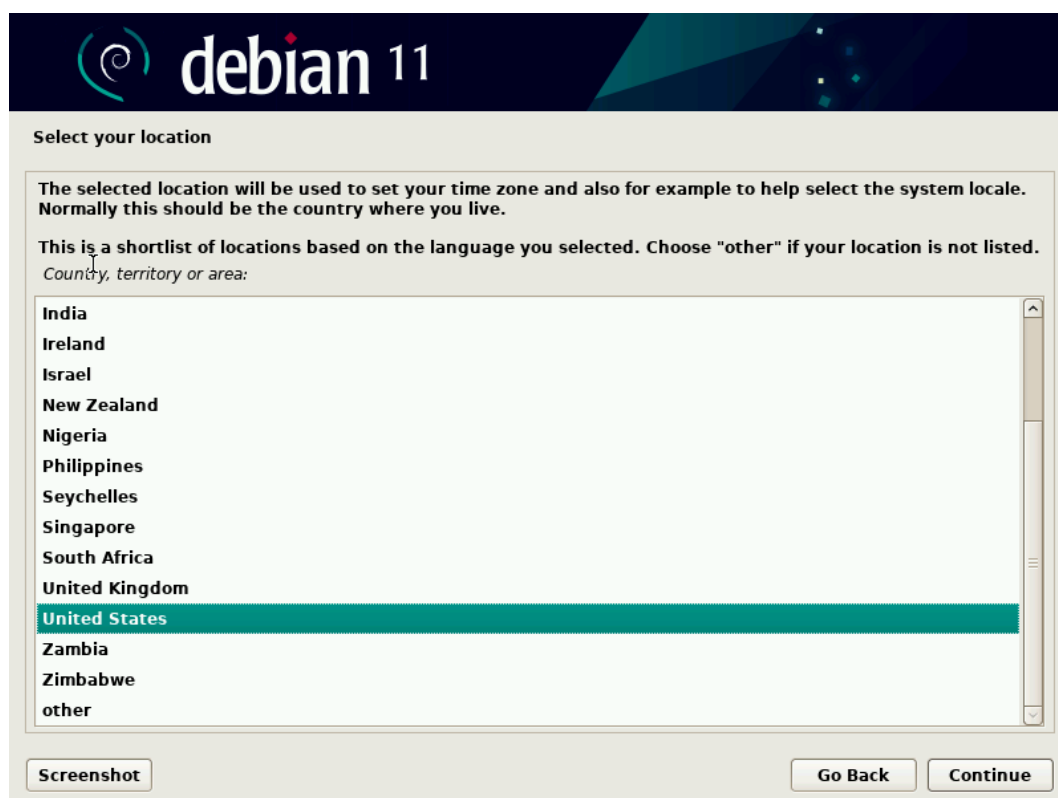 debian 11
Select your location
The selected location will be used to set your time zone and also for example to help select the system locale.
Normally this should be the country where you live.
This is a shortlist of locations based on the language you selected. Choose "other" if your location is not listed.
Country, territory or area:
India
Ireland
Israel
New Zealand
Nigeria
Philippines
Seychelles
Singapore
South Africa
United Kingdom
United States
Zambia
Zimbabwe
other
Screenshot
Go Back
Continue